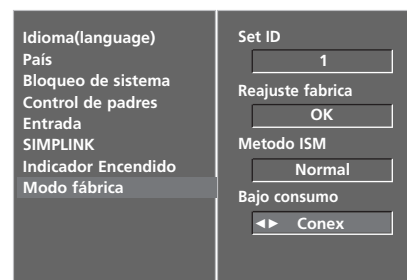 Idioma(language)
País
Bloqueo de sistema
Control de padres
Entrada
SIMPLINK
Indicador Encendido
Modo fábrica
Set ID
1
Reajuste fabrica
OK
Metodo ISM
Normal
Bajo consumo
◄► Conex